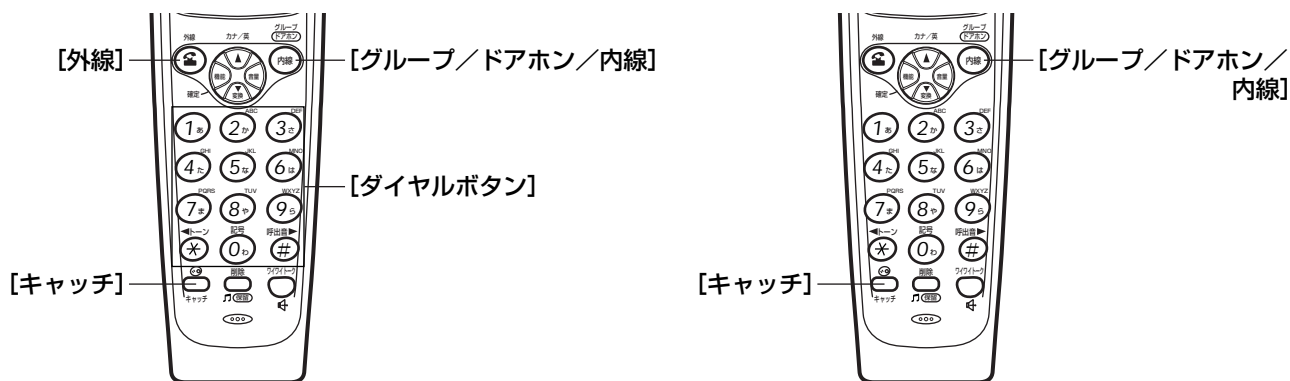 外線
カナ／英
グループ
ドアホン
内線
機能
音量
変換
確定
[外線]
[グループ／ドアホン／内線]
ABC
DEF
1 あ
2 か
3 さ
GHI
JKL
MNO
4 た
5 な
6 は
[ダイヤルボタン]
PQRS
TUV
WXYZ
7 ま
8 や
9 ら
◀トーン
記号
呼出音▶
＊
0 わ
#
削除
ワイワイトーク
[キャッチ]
キャッチ
♫ 保留
外線
カナ／英
グループ
ドアホン
内線
機能
音量
変換
確定
[グループ／ドアホン／
内線]
ABC
DEF
1 あ
2 か
3 さ
GHI
JKL
MNO
4 た
5 な
6 は
PQRS
TUV
WXYZ
7 ま
8 や
9 ら
◀トーン
記号
呼出音▶
＊
0 わ
#
削除
ワイワイトーク
[キャッチ]
キャッチ
♫ 保留